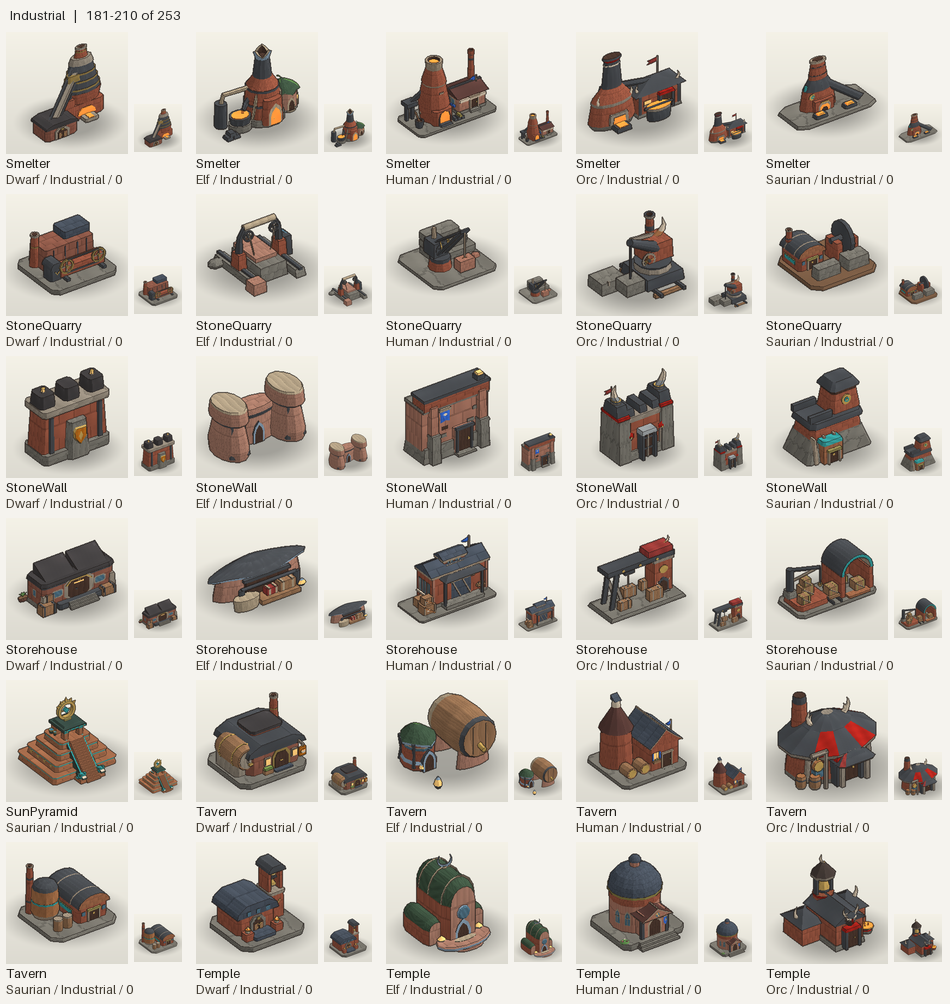 Industrial | 181-210 of 253
Smelter Smelter Smelter Smelter Smelter
Dwarf / Industrial / 0 Elf / Industrial / 0 Human / Industrial / 0 Orc / Industrial / 0 Saurian / Industrial / 0
StoneQuarry StoneQuarry StoneQuarry StoneQuarry StoneQuarry
Dwarf / Industrial / 0 Elf / Industrial / 0 Human / Industrial / 0 Orc / Industrial / 0 Saurian / Industrial / 0
StoneWall StoneWall StoneWall StoneWall StoneWall
Dwarf / Industrial / 0 Elf / Industrial / 0 Human / Industrial / 0 Orc / Industrial / 0 Saurian / Industrial / 0
Storehouse Storehouse Storehouse Storehouse Storehouse
Dwarf / Industrial / 0 Elf / Industrial / 0 Human / Industrial / 0 Orc / Industrial / 0 Saurian / Industrial / 0
SunPyramid Tavern Tavern Tavern Tavern
Saurian / Industrial / 0 Dwarf / Industrial / 0 Elf / Industrial / 0 Human / Industrial / 0 Orc / Industrial / 0
Tavern Temple Temple Temple Temple
Saurian / Industrial / 0 Dwarf / Industrial / 0 Elf / Industrial / 0 Human / Industrial / 0 Orc / Industrial / 0